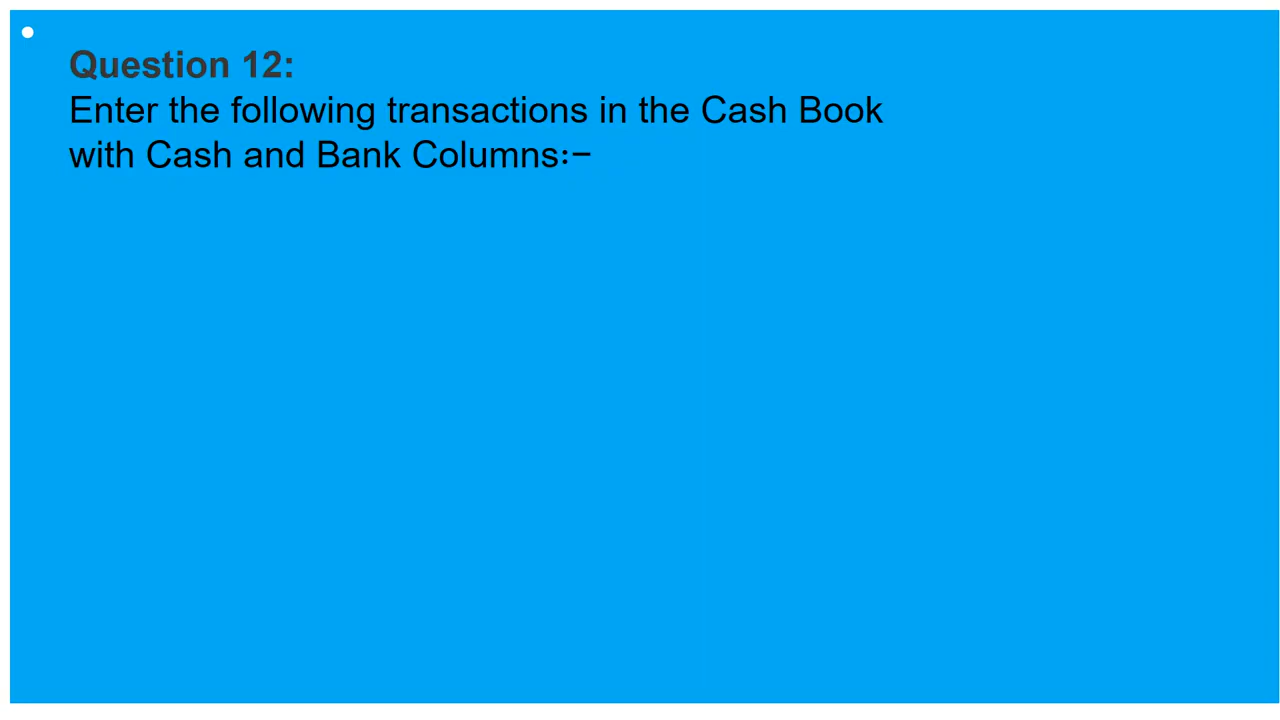 Question 12:
Enter the following transactions in the Cash Book
with Cash and Bank Columns:−